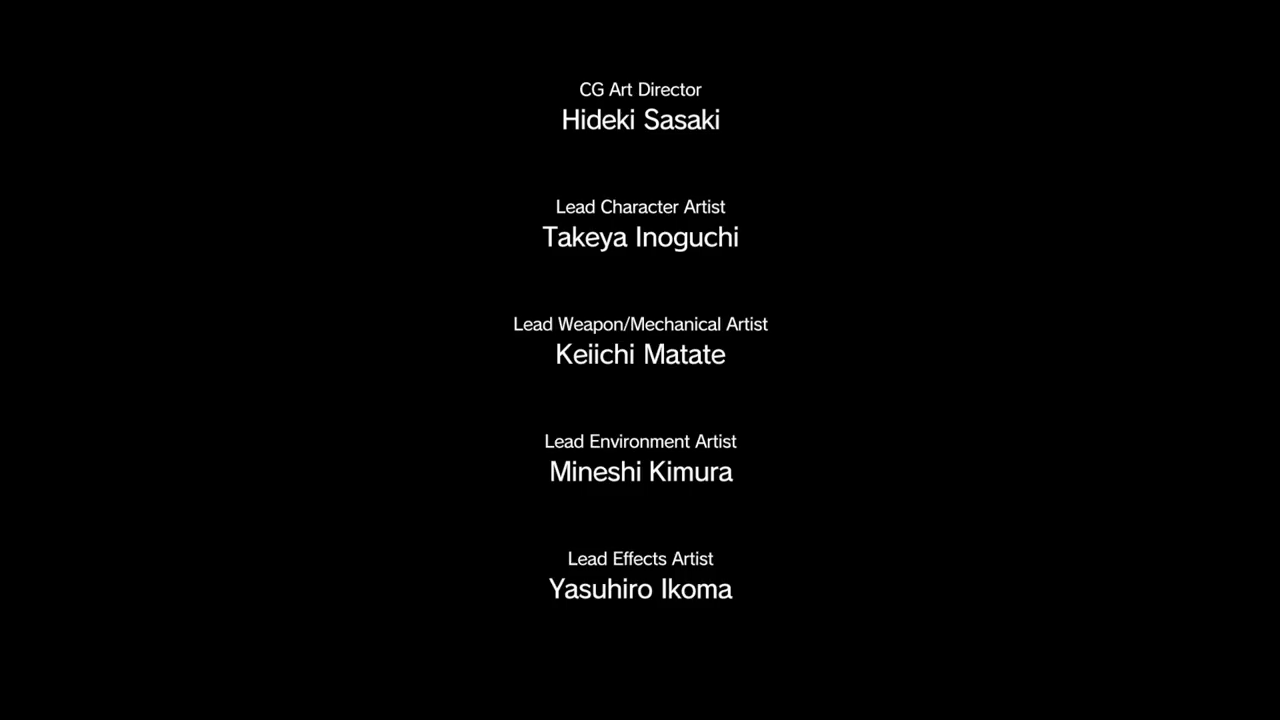 CG Art Director
Hideki Sasaki
Lead Character Artist
Takeya Inoguchi
Lead Weapon/Mechanical Artist
Keiichi Matate
Lead Environment Artist
Mineshi Kimura
Lead Effects Artist
Yasuhiro Ikoma